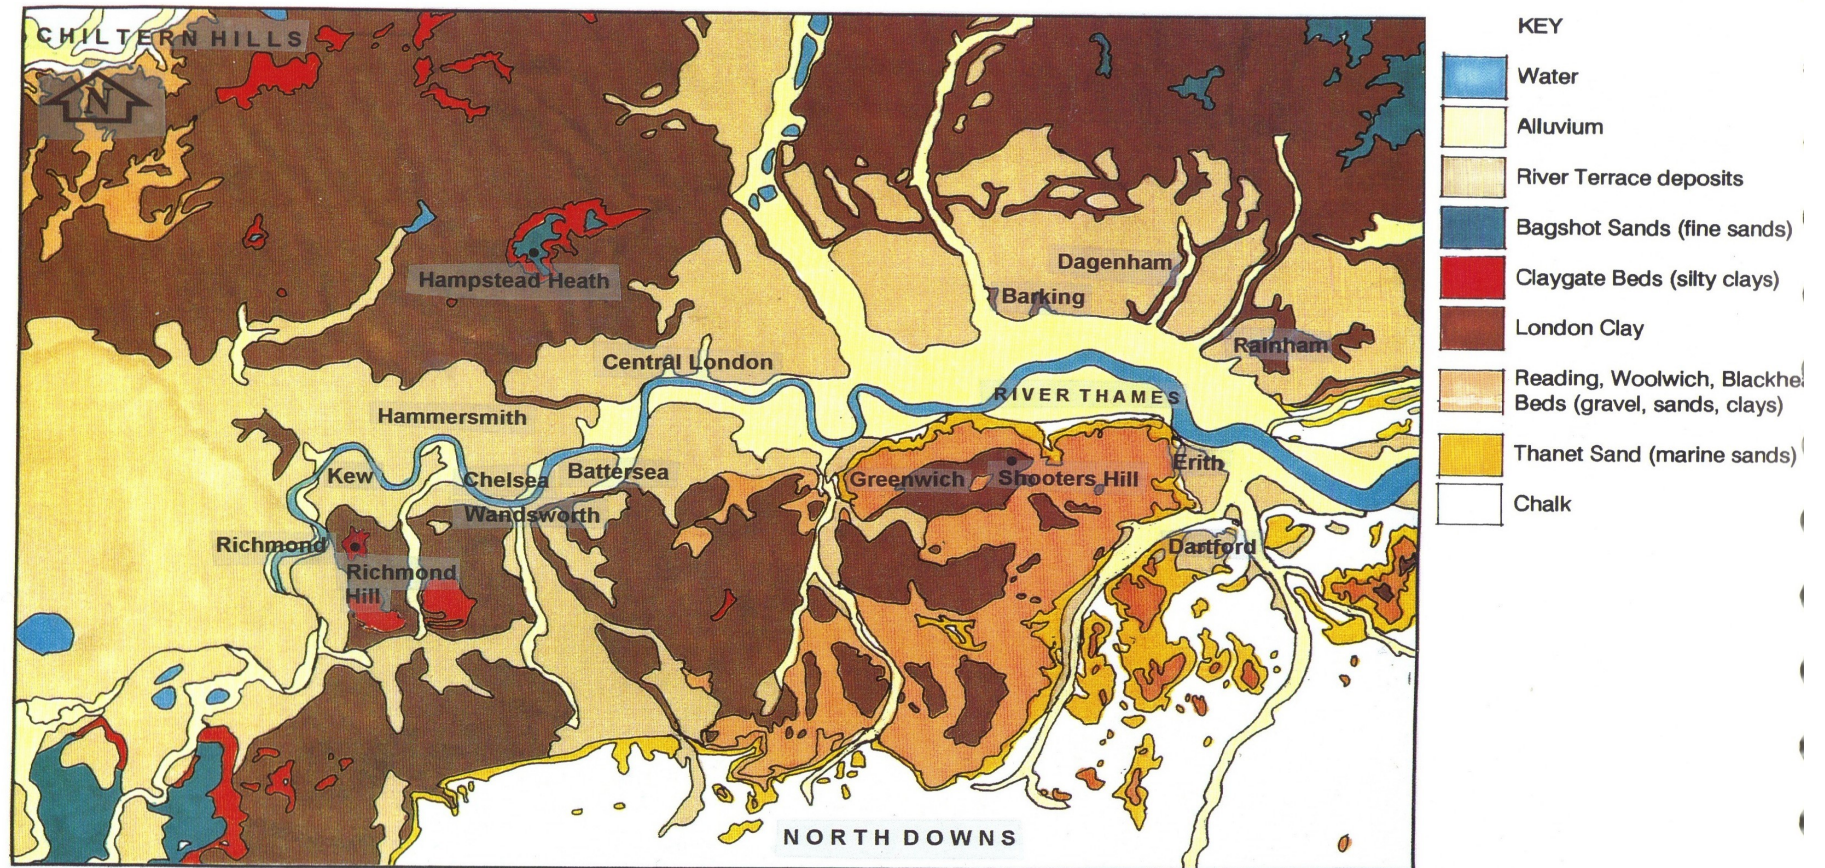 CHILTERN HILLS
N
Hampstead Heath
Dagenham
Barking
Rainham
Central London
RIVER THAMES
Hammersmith
Kew
Chelsea
Battersea
Greenwich
Shooters Hill
Erith
Wandsworth
Richmond
Richmond
Hill
Dartford
NORTH DOWNS
KEY
Water
Alluvium
River Terrace deposits
Bagshot Sands (fine sands)
Claygate Beds (silty clays)
London Clay
Reading, Woolwich, Blackhe
Beds (gravel, sands, clays)
Thanet Sand (marine sands)
Chalk